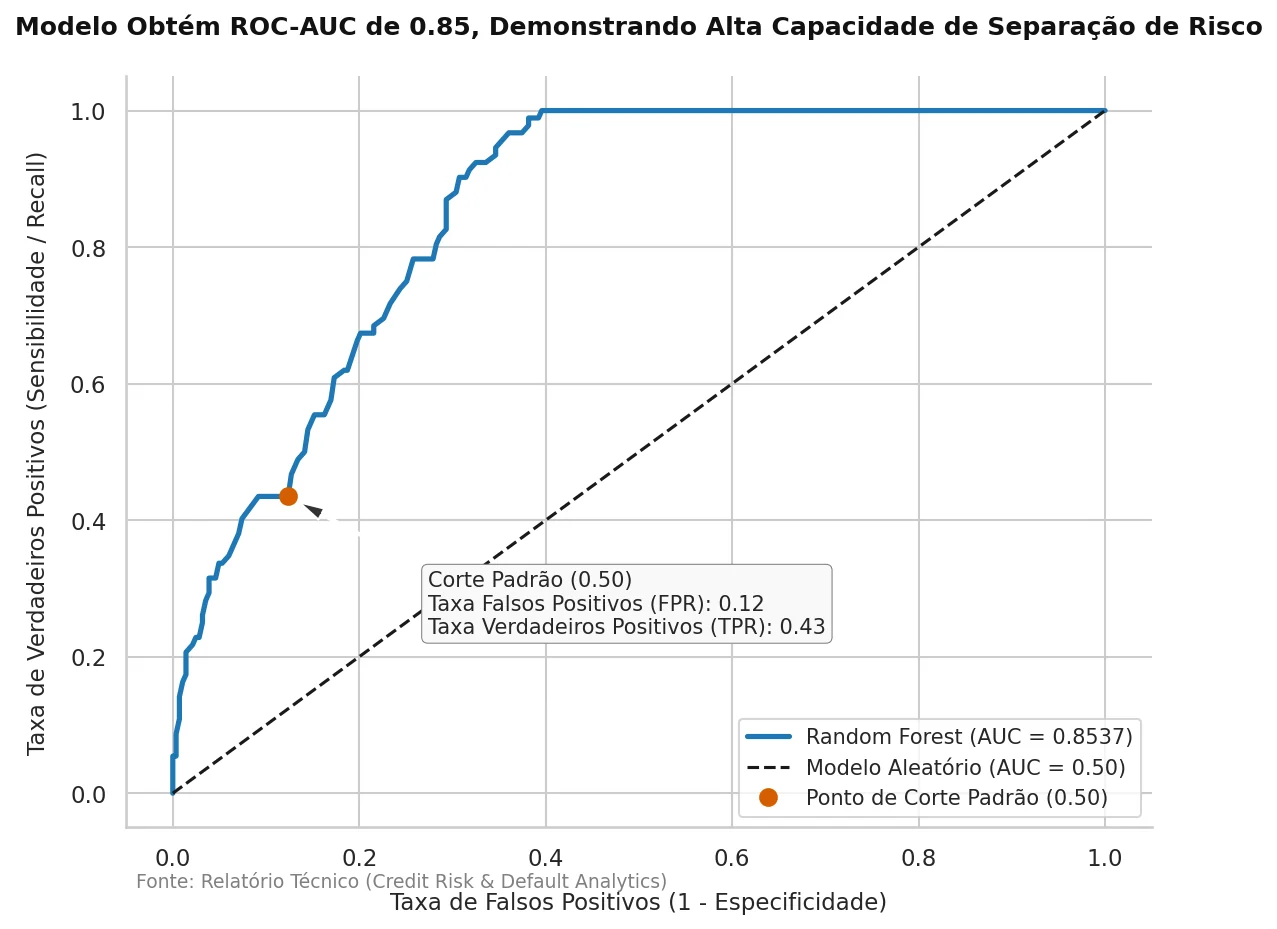 Modelo Obtém ROC-AUC de 0.85, Demonstrando Alta Capacidade de Separação de Risco
Taxa de Verdadeiros Positivos (Sensibilidade / Recall)
1.0
0.8
0.6
0.4
0.2
0.0
Corte Padrão (0.50)
Taxa Falsos Positivos (FPR): 0.12
Taxa Verdadeiros Positivos (TPR): 0.43
Random Forest (AUC = 0.8537)
Modelo Aleatório (AUC = 0.50)
Ponto de Corte Padrão (0.50)
0.0 0.2 0.4 0.6 0.8 1.0
Fonte: Relatório Técnico (Credit Risk & Default Analytics)
Taxa de Falsos Positivos (1 - Especificidade)